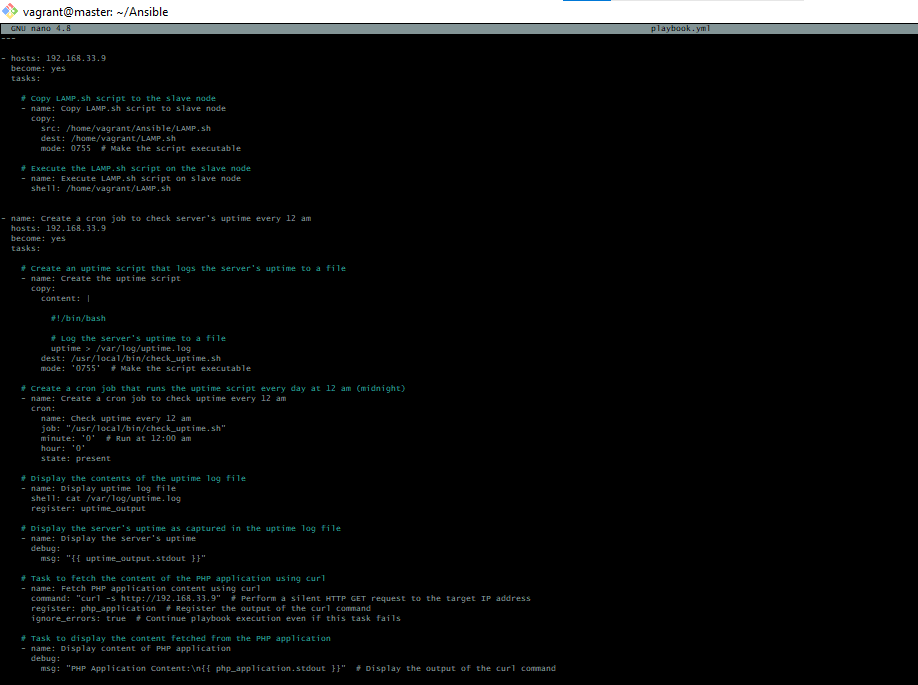 vagrant@master: ~/Ansible
GNU nano 4.8 playbook.yml
---
- hosts: 192.168.33.9
  become: yes
  tasks:
    # Copy LAMP.sh script to the slave node
    - name: Copy LAMP.sh script to slave node
      copy:
        src: /home/vagrant/Ansible/LAMP.sh
        dest: /home/vagrant/LAMP.sh
        mode: 0755  # Make the script executable
    # Execute the LAMP.sh script on the slave node
    - name: Execute LAMP.sh script on slave node
      shell: /home/vagrant/LAMP.sh
- name: Create a cron job to check server's uptime every 12 am
  hosts: 192.168.33.9
  become: yes
  tasks:
    # Create an uptime script that logs the server's uptime to a file
    - name: Create the uptime script
      copy:
        content: |
          #!/bin/bash
          # Log the server's uptime to a file
          uptime > /var/log/uptime.log
        dest: /usr/local/bin/check_uptime.sh
        mode: '0755'  # Make the script executable
    # Create a cron job that runs the uptime script every day at 12 am (midnight)
    - name: Create a cron job to check uptime every 12 am
      cron:
        name: Check uptime every 12 am
        job: "/usr/local/bin/check_uptime.sh"
        minute: '0'  # Run at 12:00 am
        hour: '0'
        state: present
    # Display the contents of the uptime log file
    - name: Display uptime log file
      shell: cat /var/log/uptime.log
      register: uptime_output
    # Display the server's uptime as captured in the uptime log file
    - name: Display the server's uptime
      debug:
        msg: "{{ uptime_output.stdout }}"
    # Task to fetch the content of the PHP application using curl
    - name: Fetch PHP application content using curl
      command: "curl -s http://192.168.33.9"  # Perform a silent HTTP GET request to the target IP address
      register: php_application  # Register the output of the curl command
      ignore_errors: true  # Continue playbook execution even if this task fails
    # Task to display the content fetched from the PHP application
    - name: Display content of PHP application
      debug:
        msg: "PHP Application Content:\n{{ php_application.stdout }}"  # Display the output of the curl command